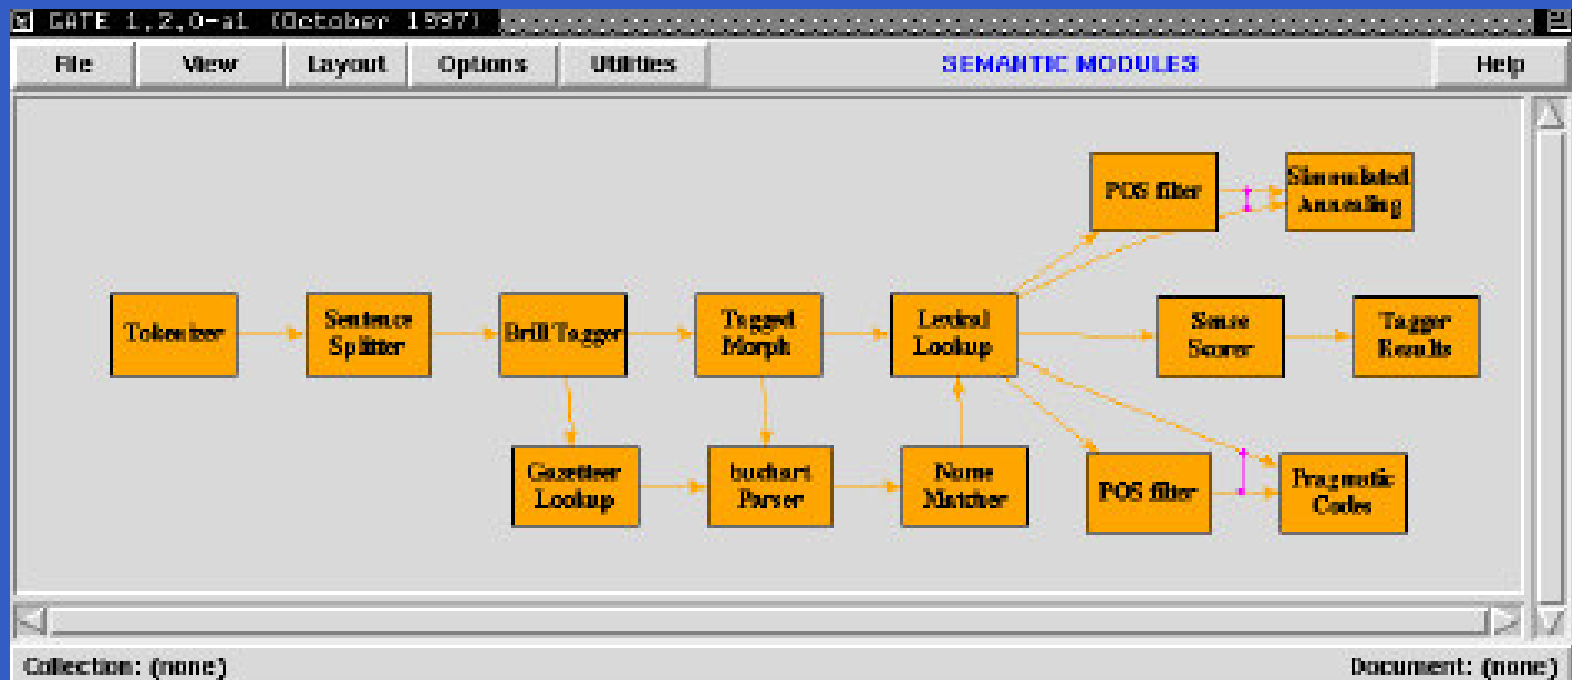 GATE 1.2.0-a1 (October 1997)
File View Layout Options Utilities SEMANTIC MODULES Help
POS filter
Simmulated
Annealing
Tokenizer
Sentence
Splitter
Brill Tagger
Tagged
Morph
Lexical
Lookup
Sense
Scorer
Tagger
Results
Gazetteer
Lookup
buchart
Parser
Name
Matcher
POS filter
Pragmatic
Codes
Collection: (none) Document: (none)